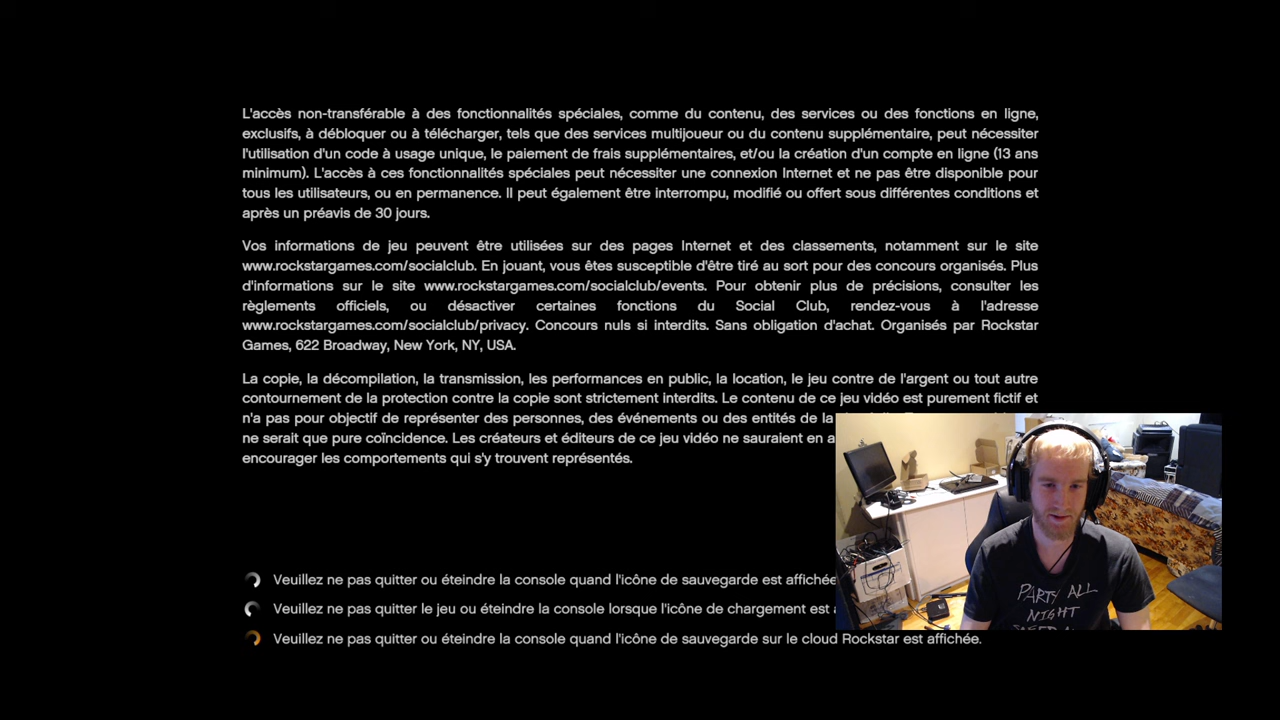 L'accès non-transférable à des fonctionnalités spéciales, comme du contenu, des services ou des fonctions en ligne,
exclusifs, à débloquer ou à télécharger, tels que des services multijoueur ou du contenu supplémentaire, peut nécessiter
l'utilisation d'un code à usage unique, le paiement de frais supplémentaires, et/ou la création d'un compte en ligne (13 ans
minimum). L'accès à ces fonctionnalités spéciales peut nécessiter une connexion Internet et ne pas être disponible pour
tous les utilisateurs, ou en permanence. Il peut également être interrompu, modifié ou offert sous différentes conditions et
après un préavis de 30 jours.
Vos informations de jeu peuvent être utilisées sur des pages Internet et des classements, notamment sur le site
www.rockstargames.com/socialclub. En jouant, vous êtes susceptible d'être tiré au sort pour des concours organisés. Plus
d'informations sur le site www.rockstargames.com/socialclub/events. Pour obtenir plus de précisions, consulter les
règlements officiels, ou désactiver certaines fonctions du Social Club, rendez-vous à l'adresse
www.rockstargames.com/socialclub/privacy. Concours nuls si interdits. Sans obligation d'achat. Organisés par Rockstar
Games, 622 Broadway, New York, NY, USA.
La copie, la décompilation, la transmission, les performances en public, la location, le jeu contre de l'argent ou tout autre
contournement de la protection contre la copie sont strictement interdits. Le contenu de ce jeu vidéo est purement fictif et
n'a pas pour objectif de représenter des personnes, des événements ou des entités de la
ne serait que pure coïncidence. Les créateurs et éditeurs de ce jeu vidéo ne sauraient en
encourager les comportements qui s'y trouvent représentés.
Veuillez ne pas quitter ou éteindre la console quand l'icône de sauvegarde est affichée
Veuillez ne pas quitter le jeu ou éteindre la console lorsque l'icône de chargement est
Veuillez ne pas quitter ou éteindre la console quand l'icône de sauvegarde sur le cloud Rockstar est affichée.
PARTY ALL
NIGHT